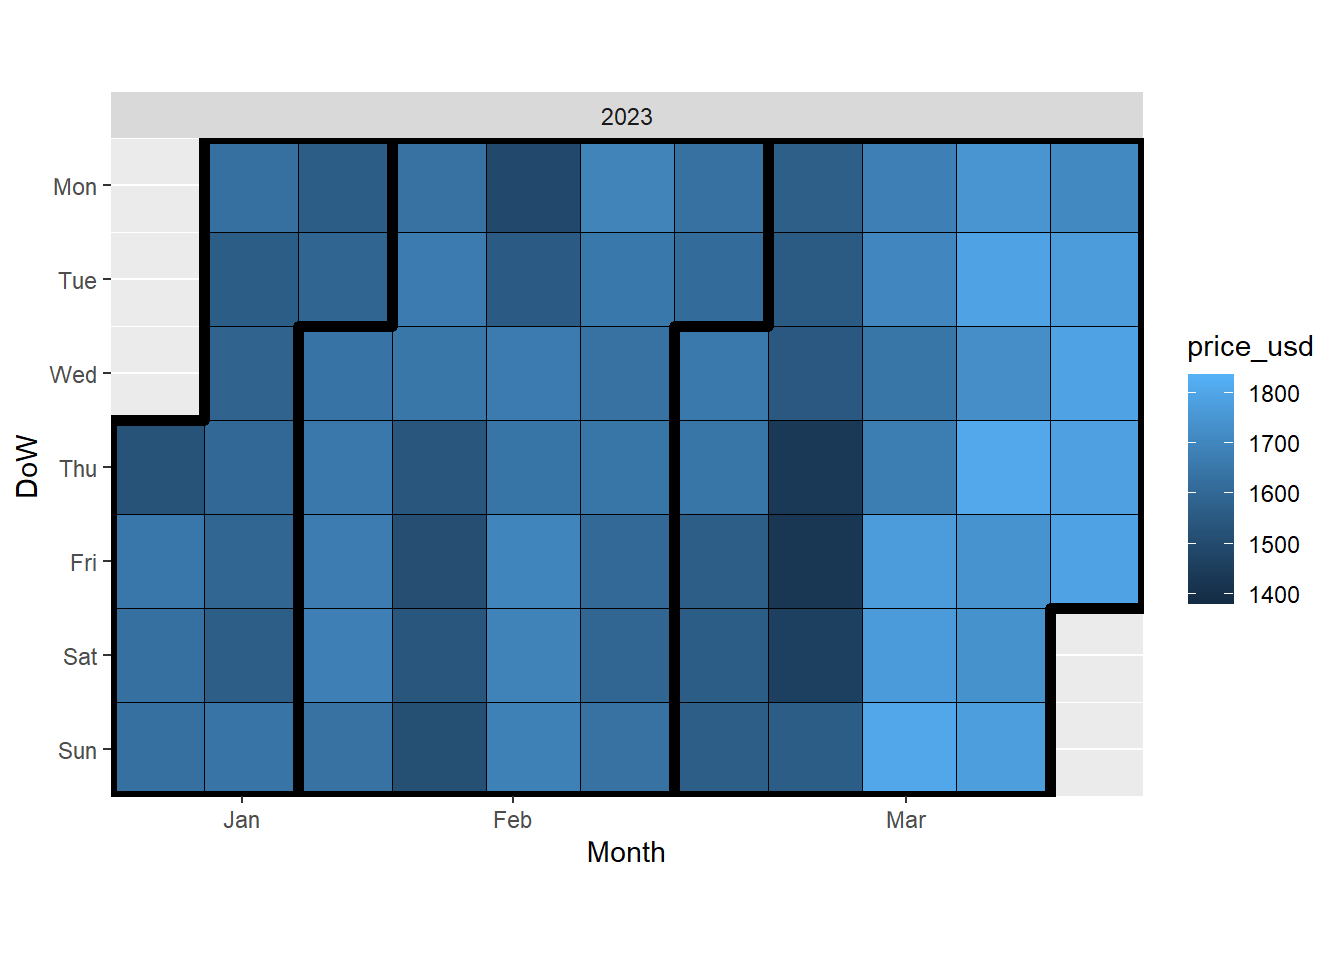 2023
Mon
Tue
Wed
Thu
Fri
Sat
Sun
DoW
Jan Feb Mar
Month
price_usd
1800
1700
1600
1500
1400